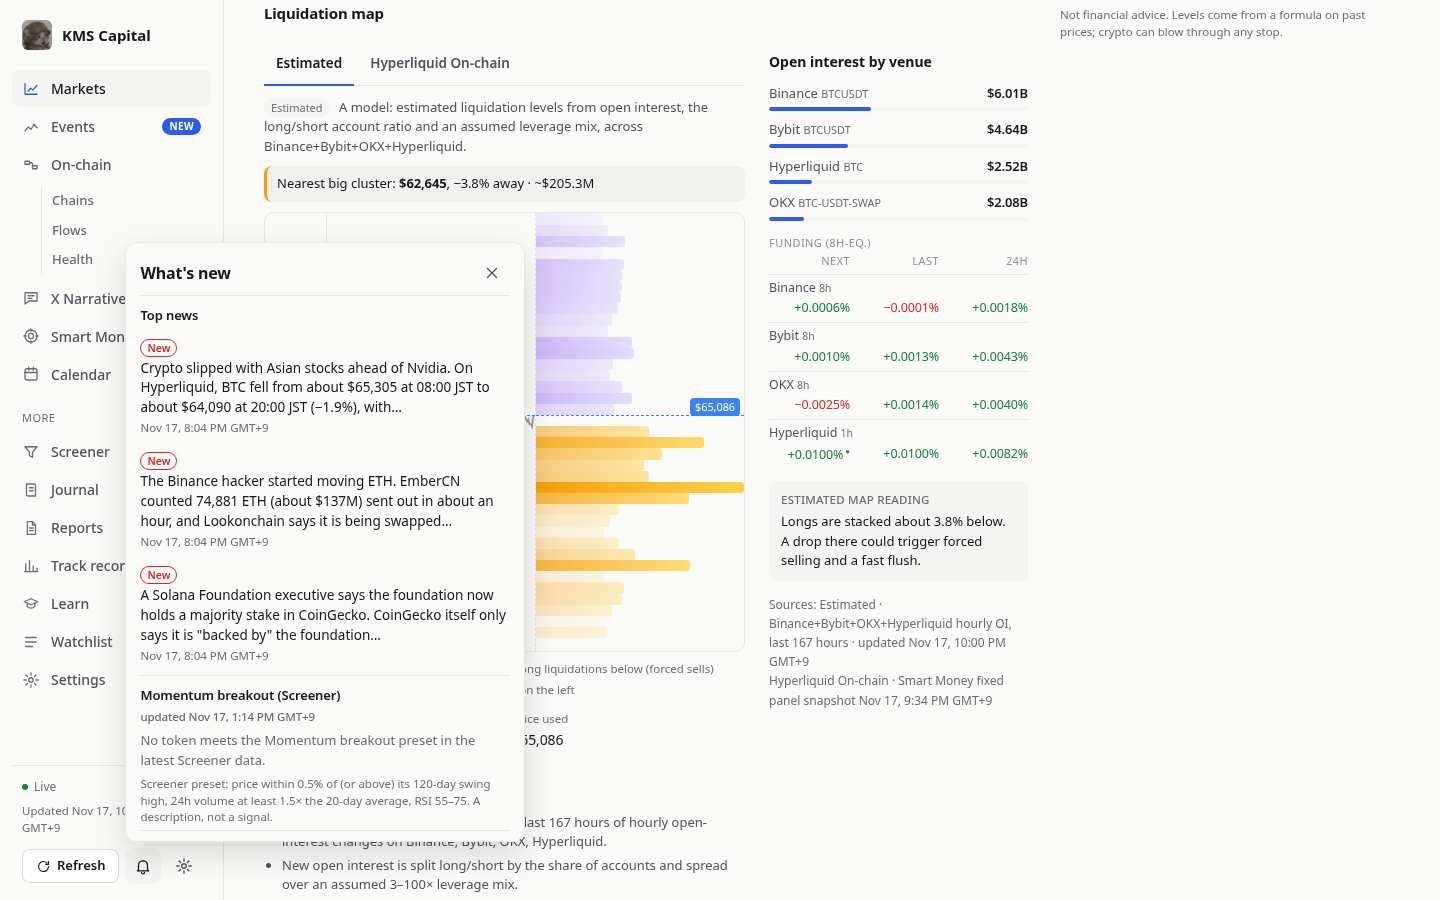 KMS Capital
Markets
Events NEW
On-chain
Chains
Flows
Health
X Narrative
Smart Mon
Calendar
MORE
Screener
Journal
Reports
Track recor
Learn
Watchlist
Settings
Live
Updated Nov 17, 10
GMT+9
Refresh
What's new
Top news
New
Crypto slipped with Asian stocks ahead of Nvidia. On
Hyperliquid, BTC fell from about $65,305 at 08:00 JST to
about $64,090 at 20:00 JST (−1.9%), with...
Nov 17, 8:04 PM GMT+9
New
The Binance hacker started moving ETH. EmberCN
counted 74,881 ETH (about $137M) sent out in about an
hour, and Lookonchain says it is being swapped...
Nov 17, 8:04 PM GMT+9
New
A Solana Foundation executive says the foundation now
holds a majority stake in CoinGecko. CoinGecko itself only
says it is "backed by" the foundation...
Nov 17, 8:04 PM GMT+9
Momentum breakout (Screener)
updated Nov 17, 1:14 PM GMT+9
No token meets the Momentum breakout preset in the
latest Screener data.
Screener preset: price within 0.5% of (or above) its 120-day swing
high, 24h volume at least 1.5× the 20-day average, RSI 55–75. A
description, not a signal.
Liquidation map
Estimated Hyperliquid On-chain
Estimated A model: estimated liquidation levels from open interest, the
long/short account ratio and an assumed leverage mix, across
Binance+Bybit+OKX+Hyperliquid.
Nearest big cluster: $62,645, −3.8% away · ~$205.3M
$65,086
ong liquidations below (forced sells)
on the left
ice used
65,086
last 167 hours of hourly open-
interest changes on Binance, Bybit, OKX, Hyperliquid.
New open interest is split long/short by the share of accounts and spread
over an assumed 3–100× leverage mix.
Open interest by venue
Binance BTCUSDT $6.01B
Bybit BTCUSDT $4.64B
Hyperliquid BTC $2.52B
OKX BTC-USDT-SWAP $2.08B
FUNDING (8H-EQ.)
NEXT LAST 24H
Binance 8h
+0.0006% −0.0001% +0.0018%
Bybit 8h
+0.0010% +0.0013% +0.0043%
OKX 8h
−0.0025% +0.0014% +0.0040%
Hyperliquid 1h
+0.0100%* +0.0100% +0.0082%
ESTIMATED MAP READING
Longs are stacked about 3.8% below.
A drop there could trigger forced
selling and a fast flush.
Sources: Estimated ·
Binance+Bybit+OKX+Hyperliquid hourly OI,
last 167 hours · updated Nov 17, 10:00 PM
GMT+9
Hyperliquid On-chain · Smart Money fixed
panel snapshot Nov 17, 9:34 PM GMT+9
Not financial advice. Levels come from a formula on past
prices; crypto can blow through any stop.